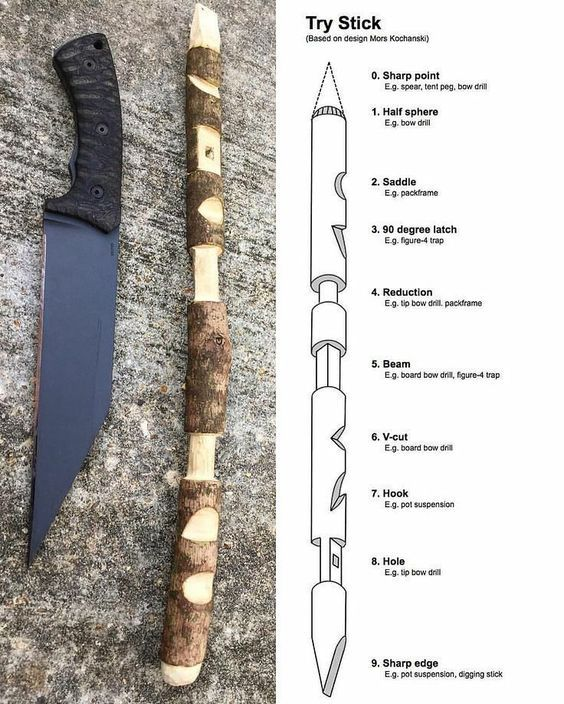 Try Stick
(Based on design Mors Kochanski)
0. Sharp point
E.g. spear, tent peg, bow drill
1. Half sphere
E.g. bow drill
2. Saddle
E.g. packframe
3. 90 degree latch
E.g. figure-4 trap
4. Reduction
E.g. tip bow drill. packframe
5. Beam
E.g. board bow drill, figure-4 trap
6. V-cut
E.g. board bow drill
7. Hook
E.g. pot suspension
8. Hole
E.g. tip bow drill
9. Sharp edge
E.g. pot suspension, digging stick